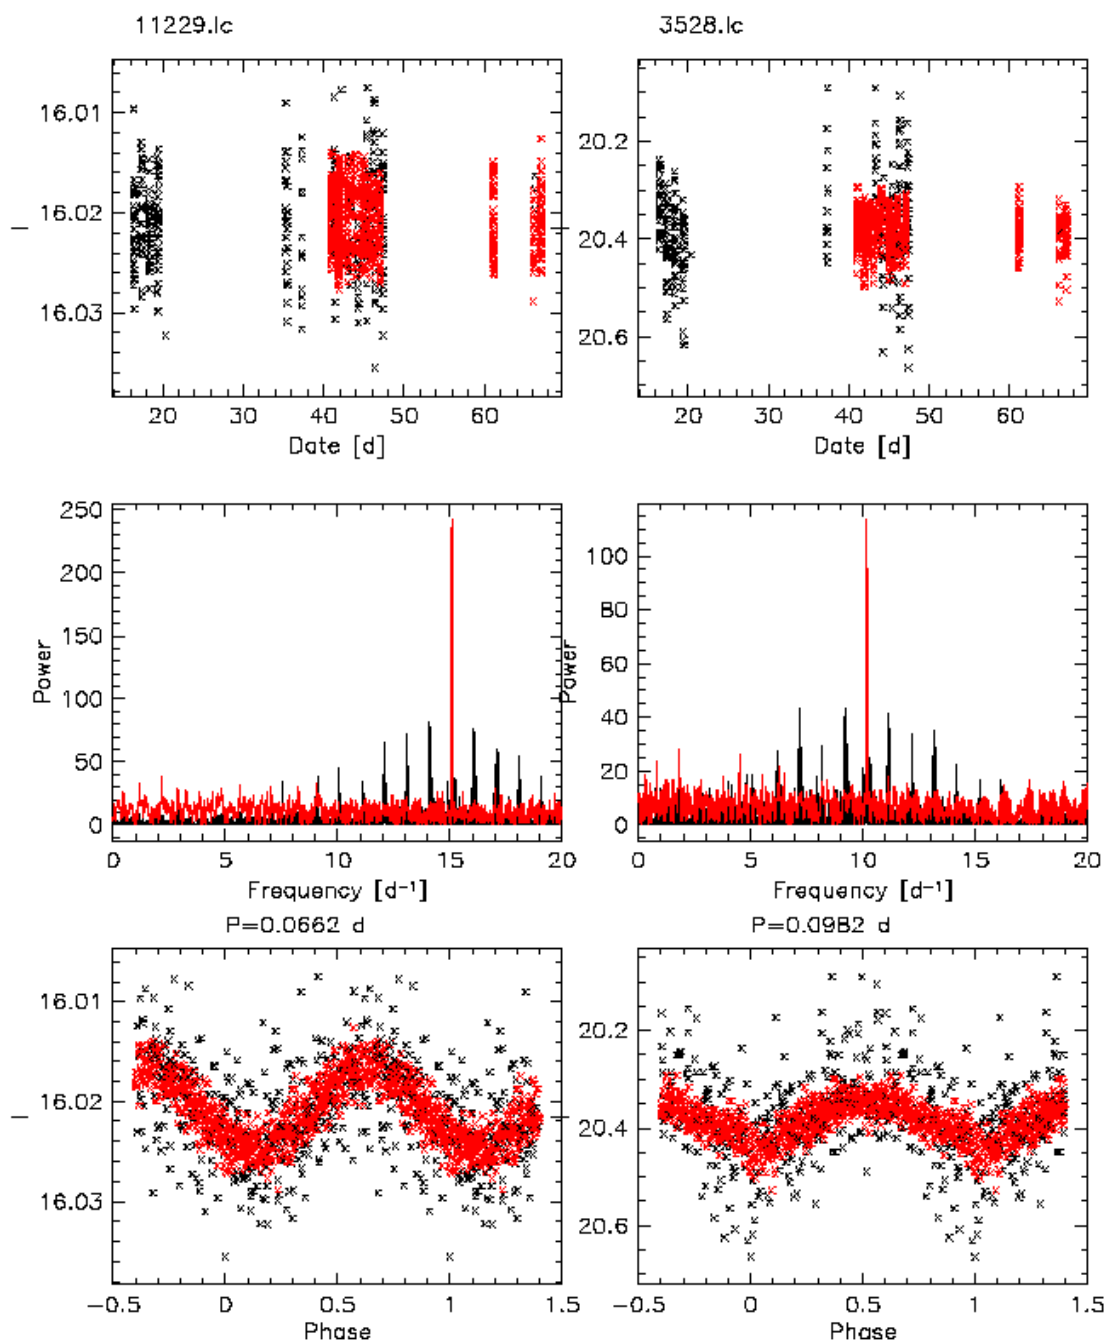 11229.lc 3528.lc
16.01
16.02
16.03
I
20 30 40 50 60
Date [d]
20.2
20.4
20.6
I
20 30 40 50 60
Date [d]
250
200
150
100
50
0
Power
0 5 10 15 20
Frequency [d⁻¹]
100
80
60
40
20
0
Power
0 5 10 15 20
Frequency [d⁻¹]
P=0.0662 d
16.01
16.02
16.03
I
−0.5 0 0.5 1 1.5
Phase
P=0.0982 d
20.2
20.4
20.6
I
−0.5 0 0.5 1 1.5
Phase